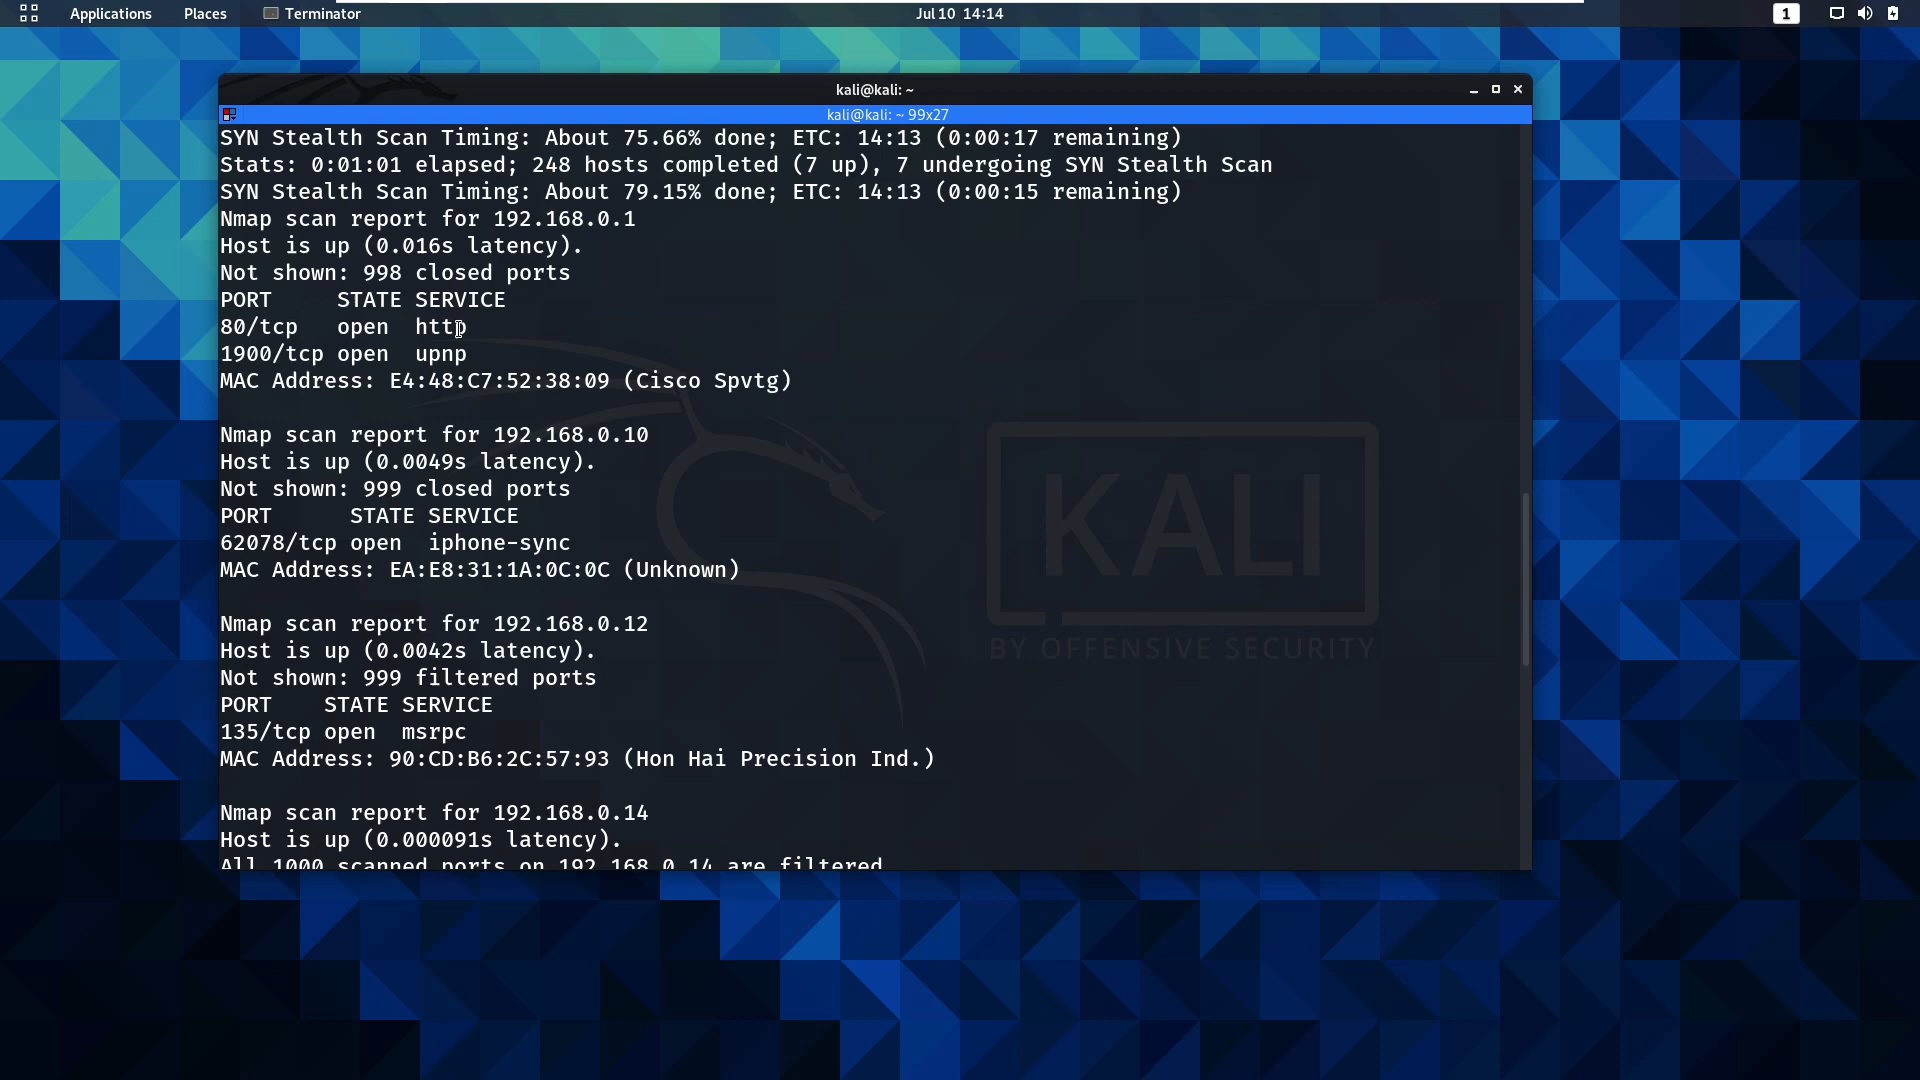 Applications Places Terminator Jul 10 14:14 1
kali@kali: ~
kali@kali: ~ 99x27
SYN Stealth Scan Timing: About 75.66% done; ETC: 14:13 (0:00:17 remaining)
Stats: 0:01:01 elapsed; 248 hosts completed (7 up), 7 undergoing SYN Stealth Scan
SYN Stealth Scan Timing: About 79.15% done; ETC: 14:13 (0:00:15 remaining)
Nmap scan report for 192.168.0.1
Host is up (0.016s latency).
Not shown: 998 closed ports
PORT     STATE SERVICE
80/tcp   open  http
1900/tcp open  upnp
MAC Address: E4:48:C7:52:38:09 (Cisco Spvtg)
Nmap scan report for 192.168.0.10
Host is up (0.0049s latency).
Not shown: 999 closed ports
PORT      STATE SERVICE
62078/tcp open  iphone-sync
MAC Address: EA:E8:31:1A:0C:0C (Unknown)
Nmap scan report for 192.168.0.12
Host is up (0.0042s latency).
Not shown: 999 filtered ports
PORT    STATE SERVICE
135/tcp open  msrpc
MAC Address: 90:CD:B6:2C:57:93 (Hon Hai Precision Ind.)
Nmap scan report for 192.168.0.14
Host is up (0.000091s latency).
All 1000 scanned ports on 192.168.0.14 are filtered
KALI
BY OFFENSIVE SECURITY